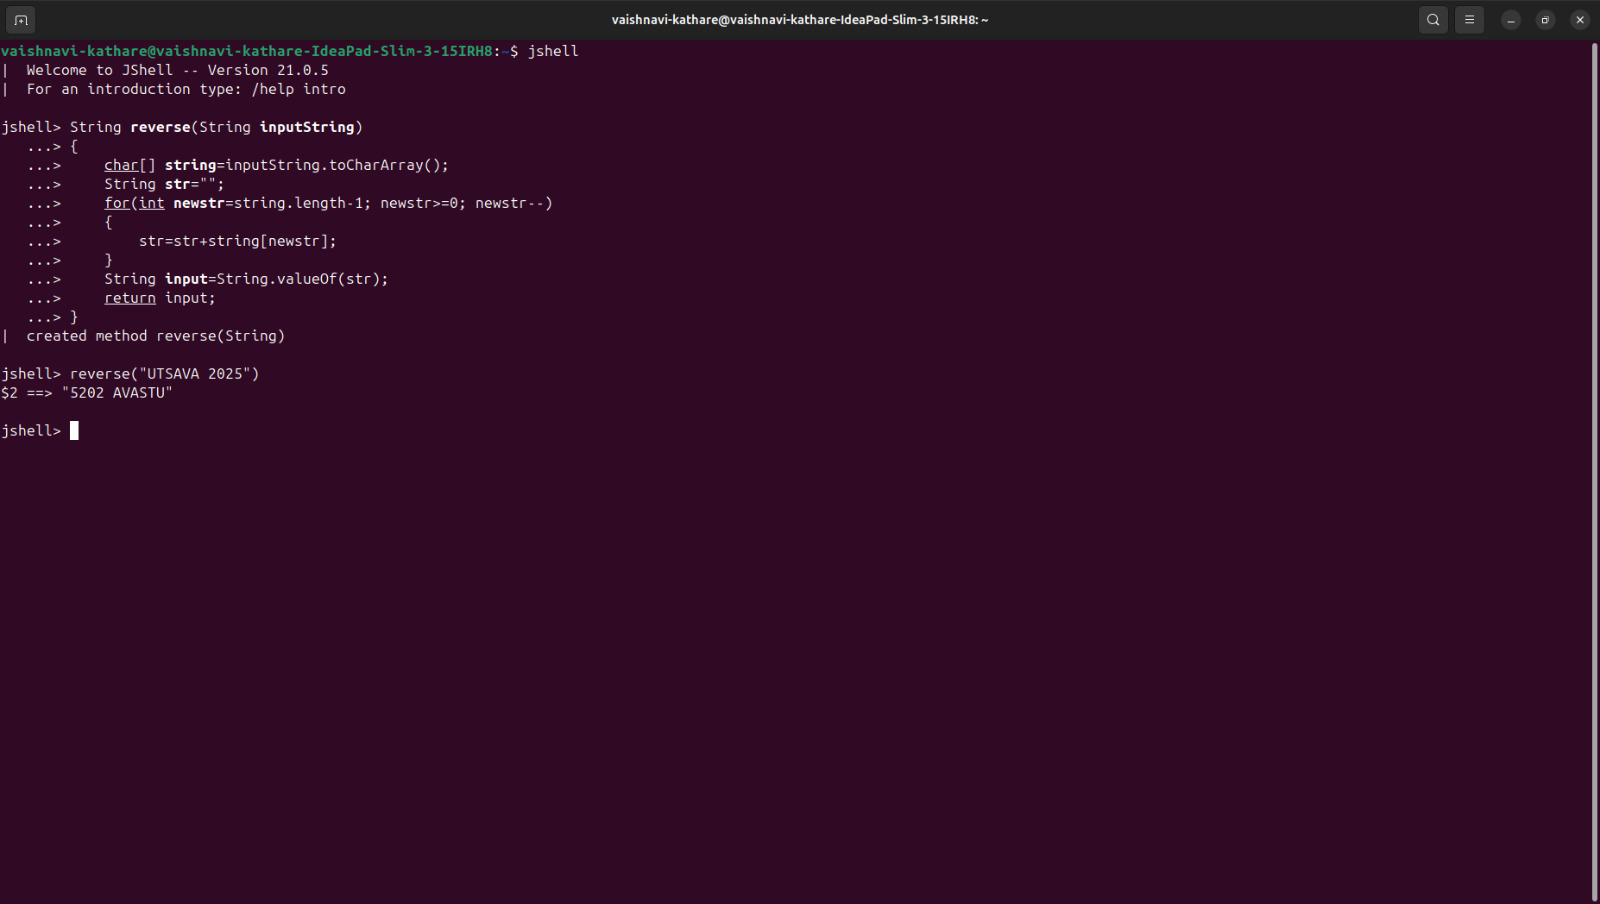 vaishnavi-kathare@vaishnavi-kathare-IdeaPad-Slim-3-15IRH8: ~
vaishnavi-kathare@vaishnavi-kathare-IdeaPad-Slim-3-15IRH8:~$ jshell
|  Welcome to JShell -- Version 21.0.5
|  For an introduction type: /help intro
jshell> String reverse(String inputString)
   ...> {
   ...>     char[] string=inputString.toCharArray();
   ...>     String str="";
   ...>     for(int newstr=string.length-1; newstr>=0; newstr--)
   ...>     {
   ...>         str=str+string[newstr];
   ...>     }
   ...>     String input=String.valueOf(str);
   ...>     return input;
   ...> }
|  created method reverse(String)
jshell> reverse("UTSAVA 2025")
$2 ==> "5202 AVASTU"
jshell>